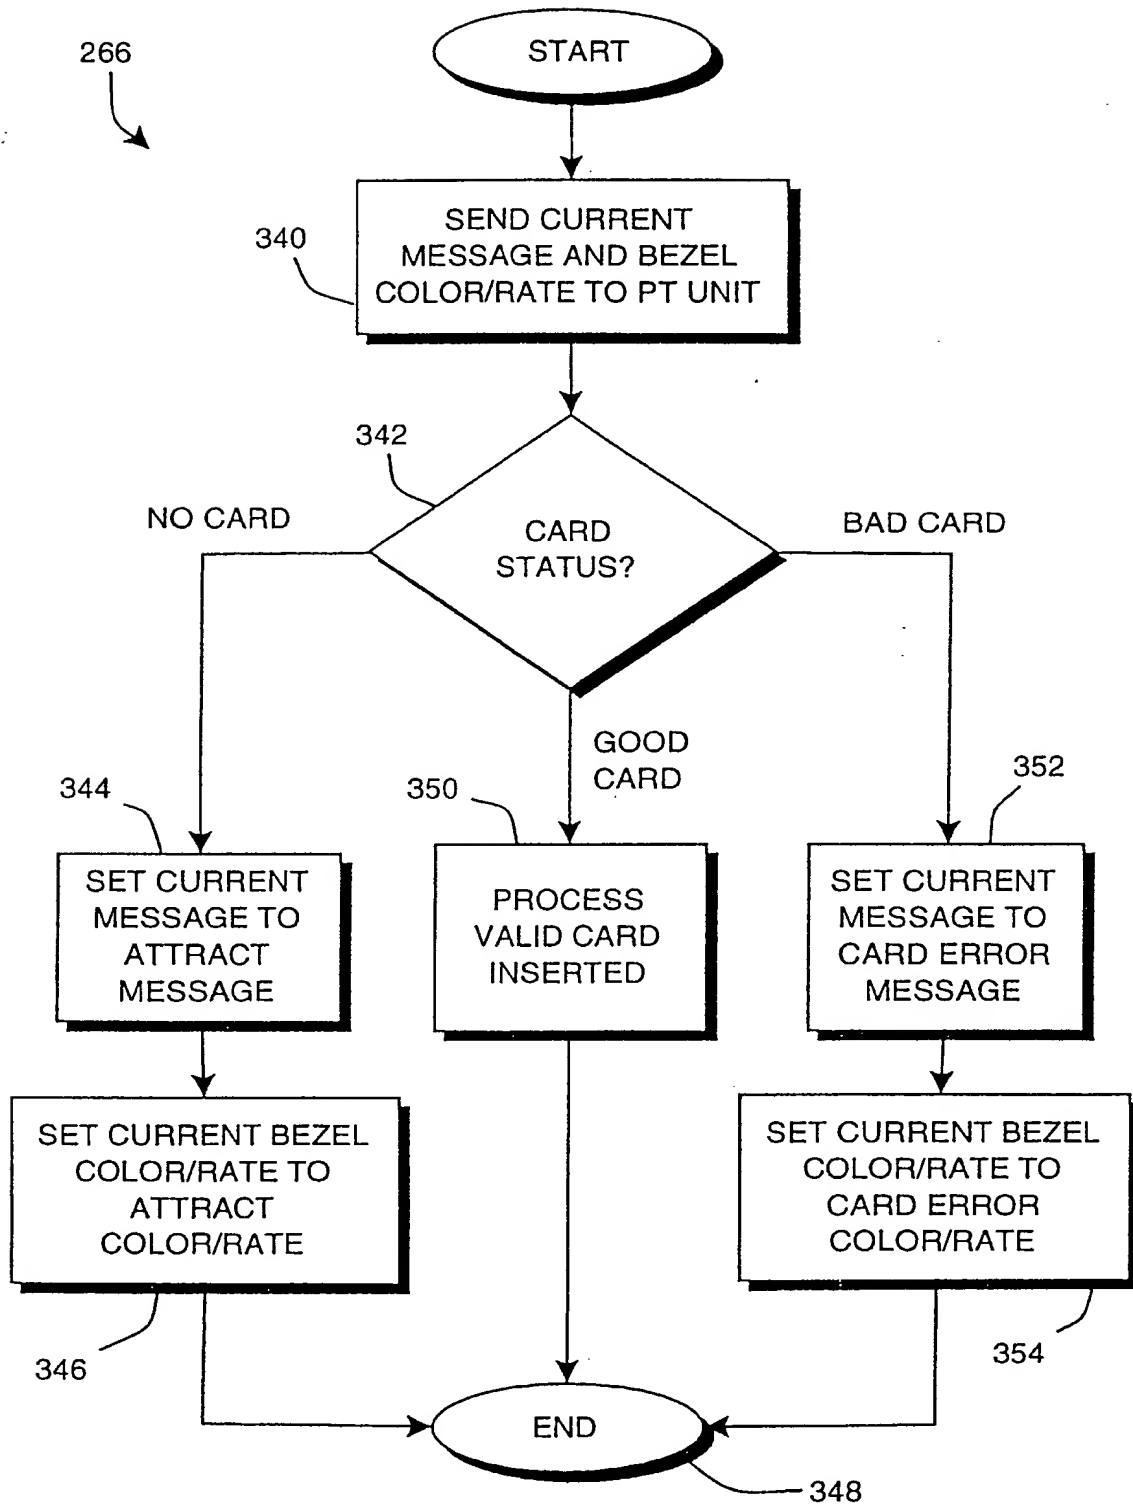 START
266
SEND CURRENT
MESSAGE AND BEZEL
COLOR/RATE TO PT UNIT
340
342
NO CARD
CARD
STATUS?
BAD CARD
GOOD
CARD
344
350
352
SET CURRENT
MESSAGE TO
ATTRACT
MESSAGE
PROCESS
VALID CARD
INSERTED
SET CURRENT
MESSAGE TO
CARD ERROR
MESSAGE
SET CURRENT BEZEL
COLOR/RATE TO
ATTRACT
COLOR/RATE
SET CURRENT BEZEL
COLOR/RATE TO
CARD ERROR
COLOR/RATE
346
354
END
348